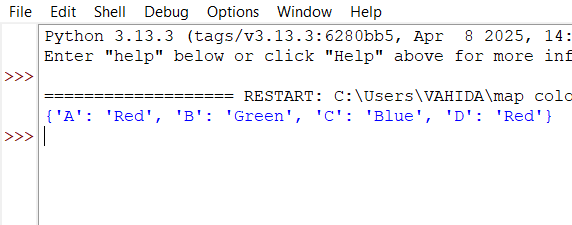 File Edit Shell Debug Options Window Help
Python 3.13.3 (tags/v3.13.3:6280bb5, Apr  8 2025, 14:
Enter "help" below or click "Help" above for more inf
>>>
=================== RESTART: C:\Users\VAHIDA\map colo
{'A': 'Red', 'B': 'Green', 'C': 'Blue', 'D': 'Red'}
>>>